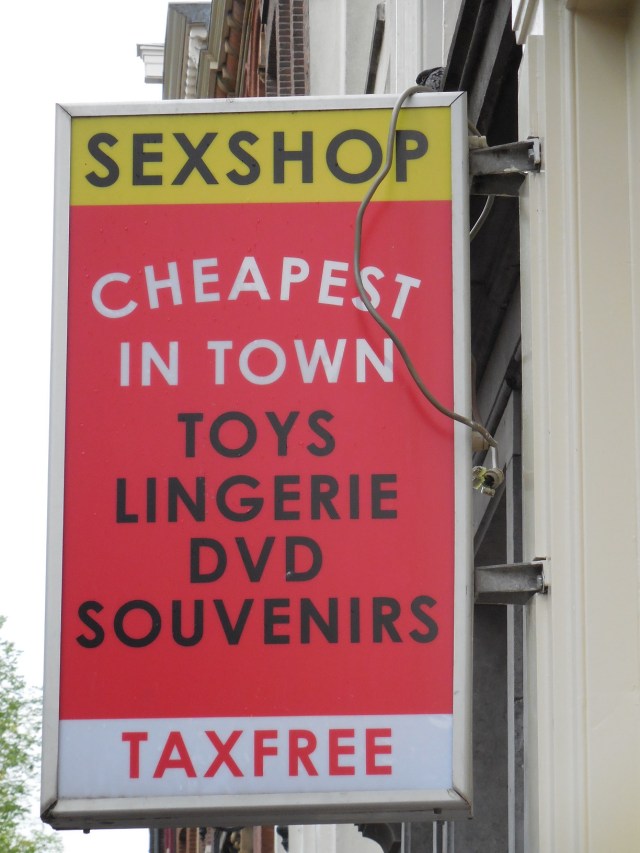 SEXSHOP
CHEAPEST
IN TOWN
TOYS
LINGERIE
DVD
SOUVENIRS
TAXFREE